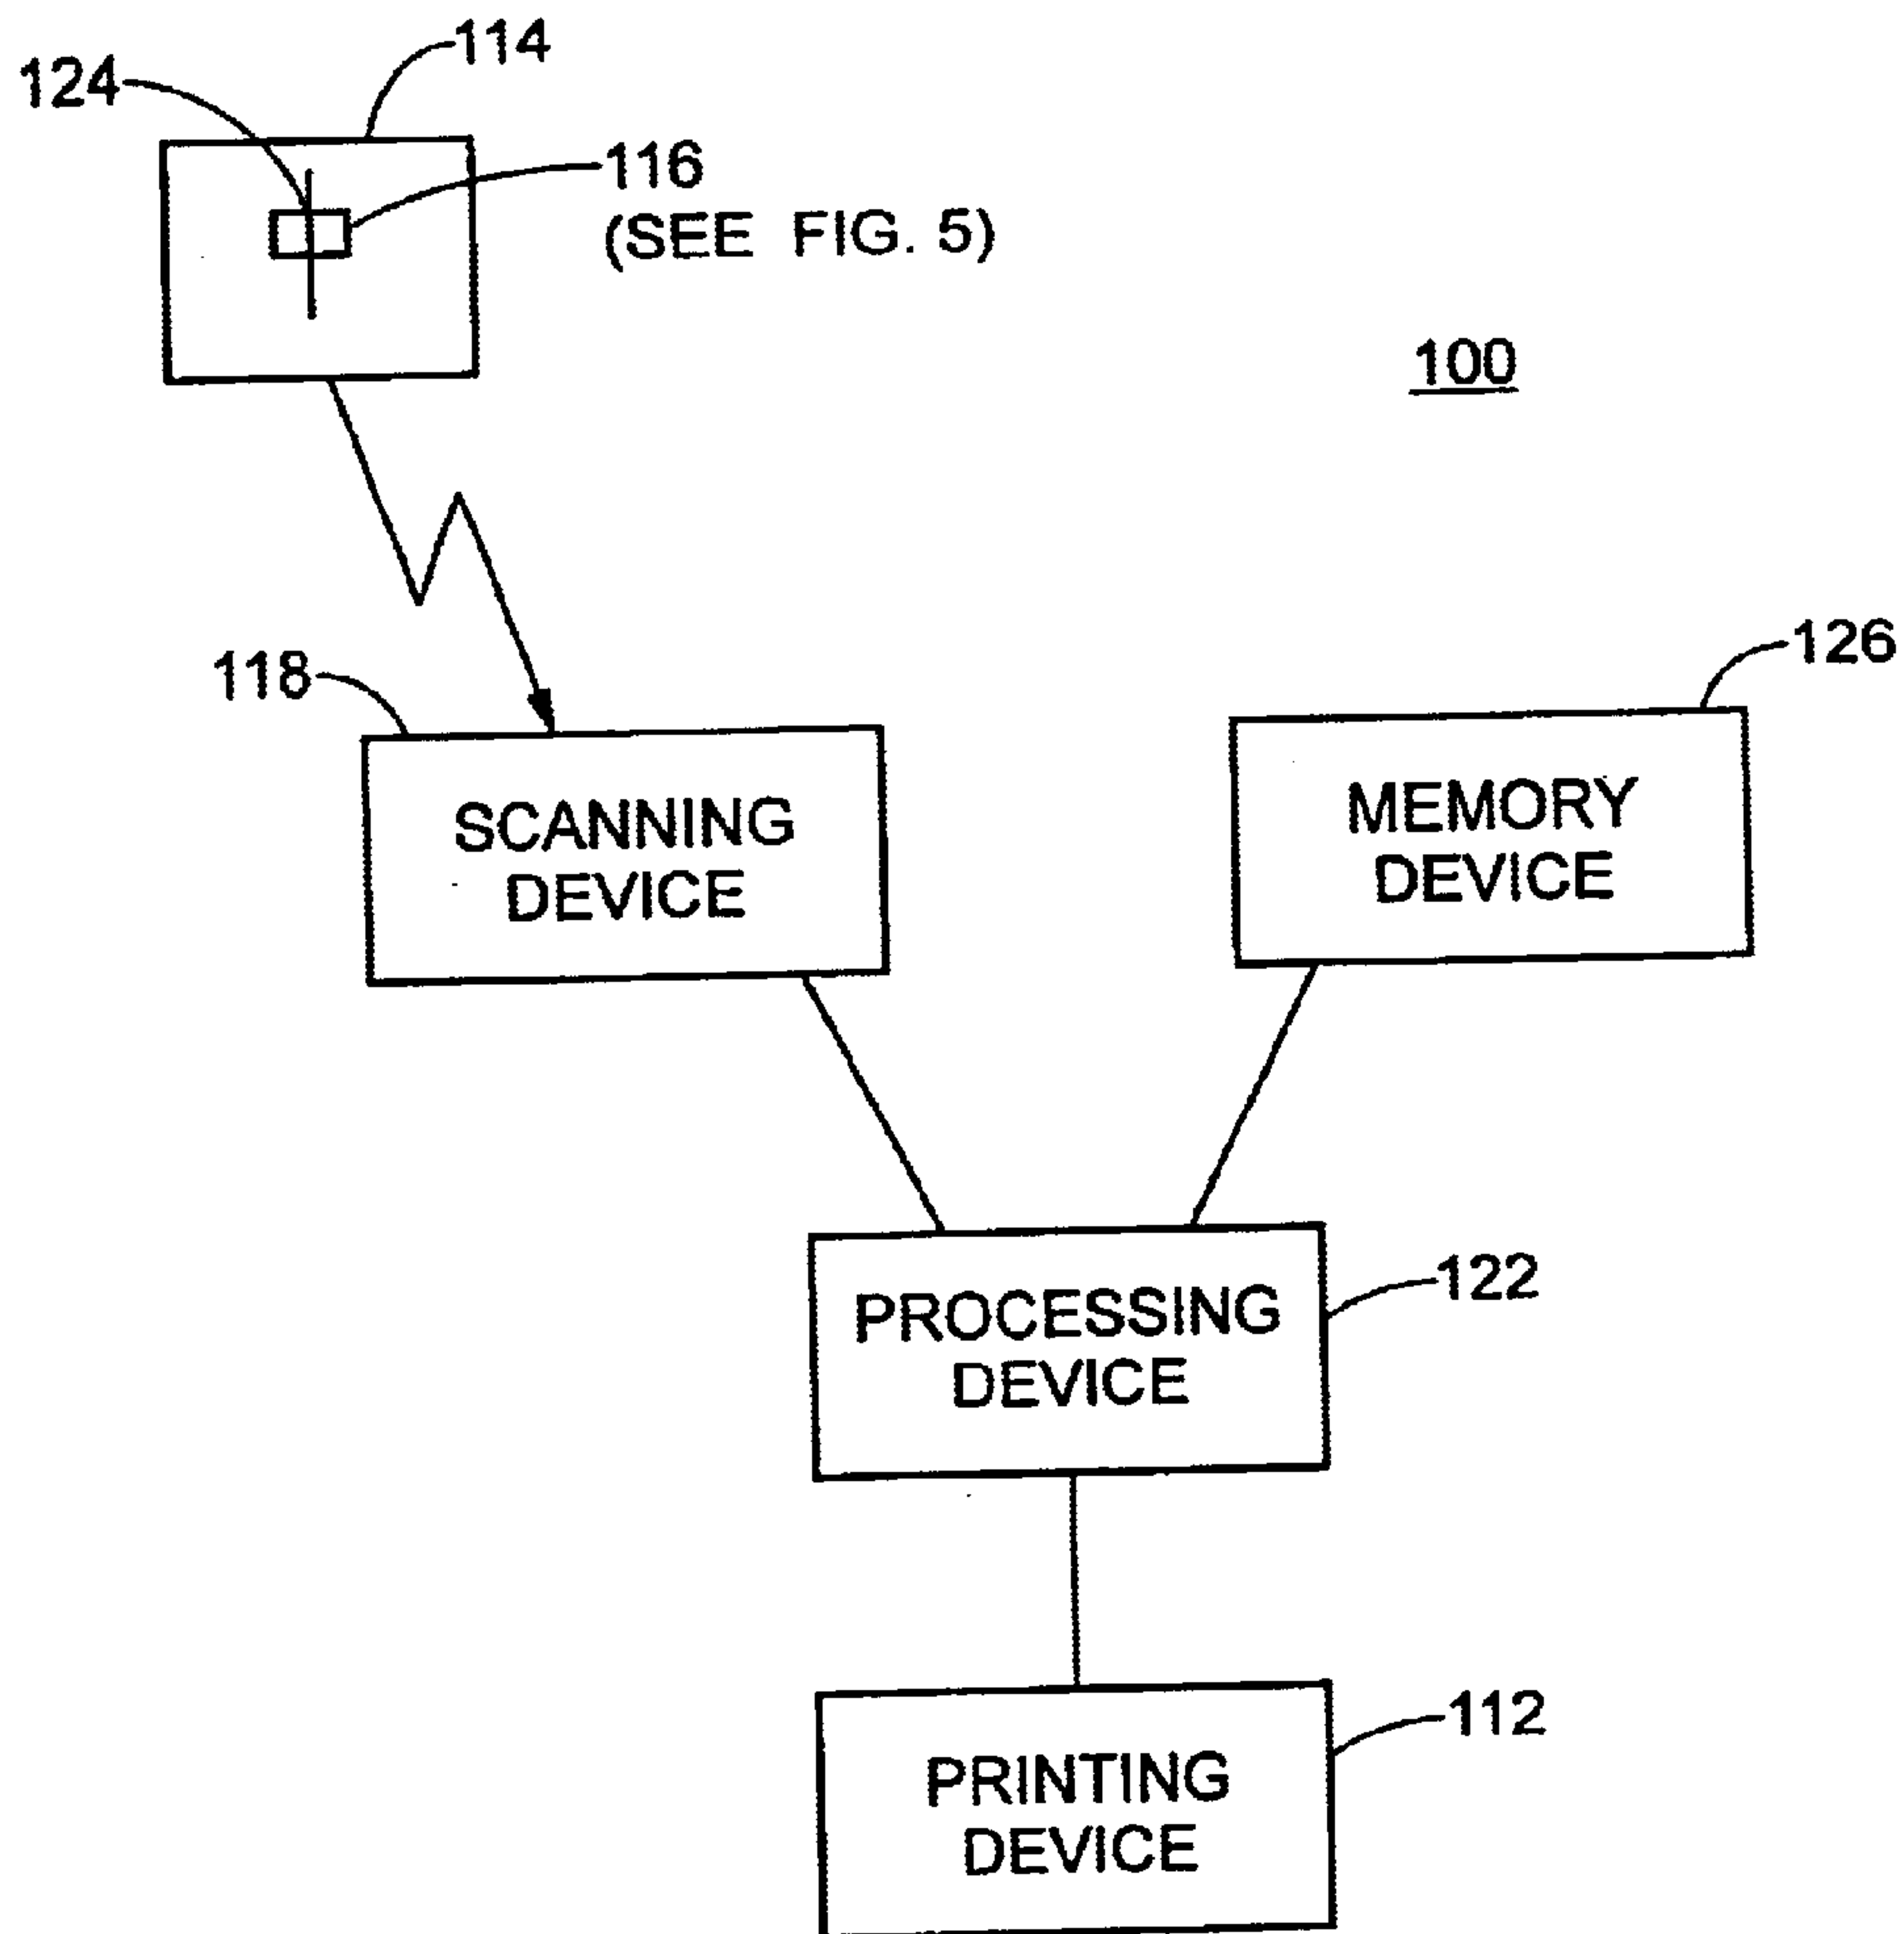 114
124
116
(SEE FIG. 5)
100
126
118
MEMORY
DEVICE
SCANNING
DEVICE
122
PROCESSING
DEVICE
112
PRINTING
DEVICE